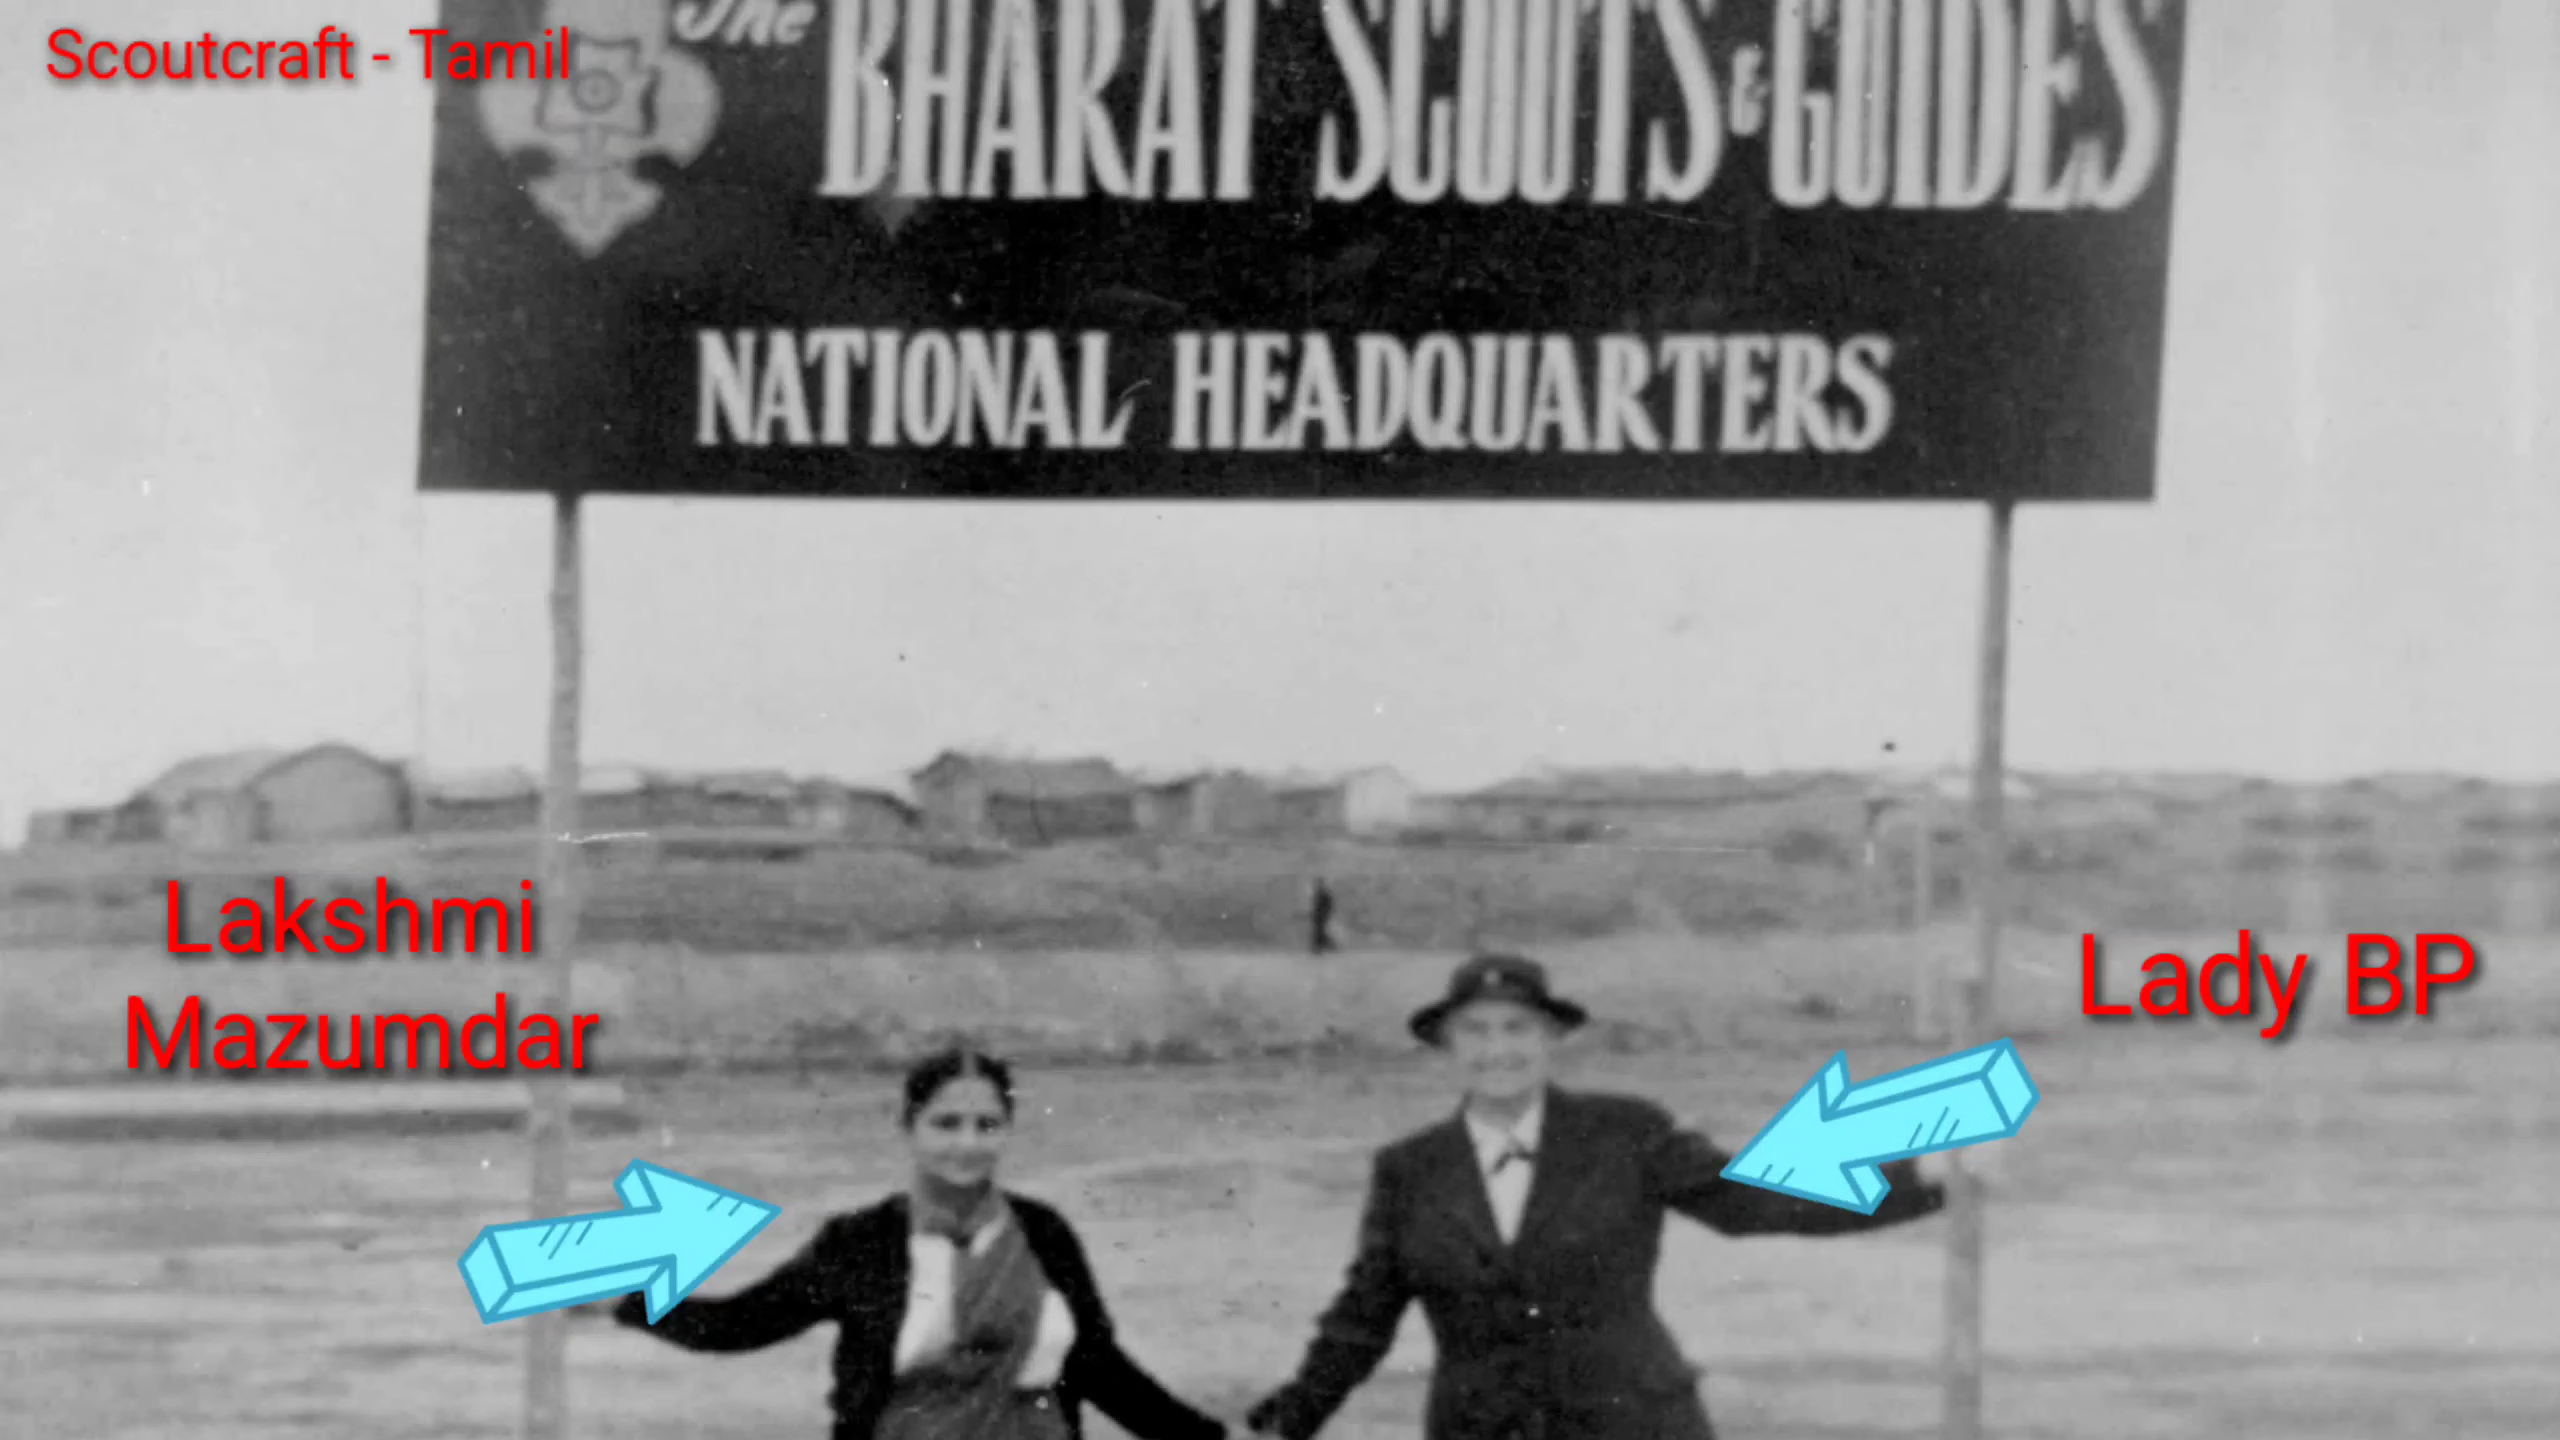 Scoutcraft - Tamil
The BHARAT SCOUTS & GUIDES
NATIONAL HEADQUARTERS
Lakshmi
Mazumdar
Lady BP